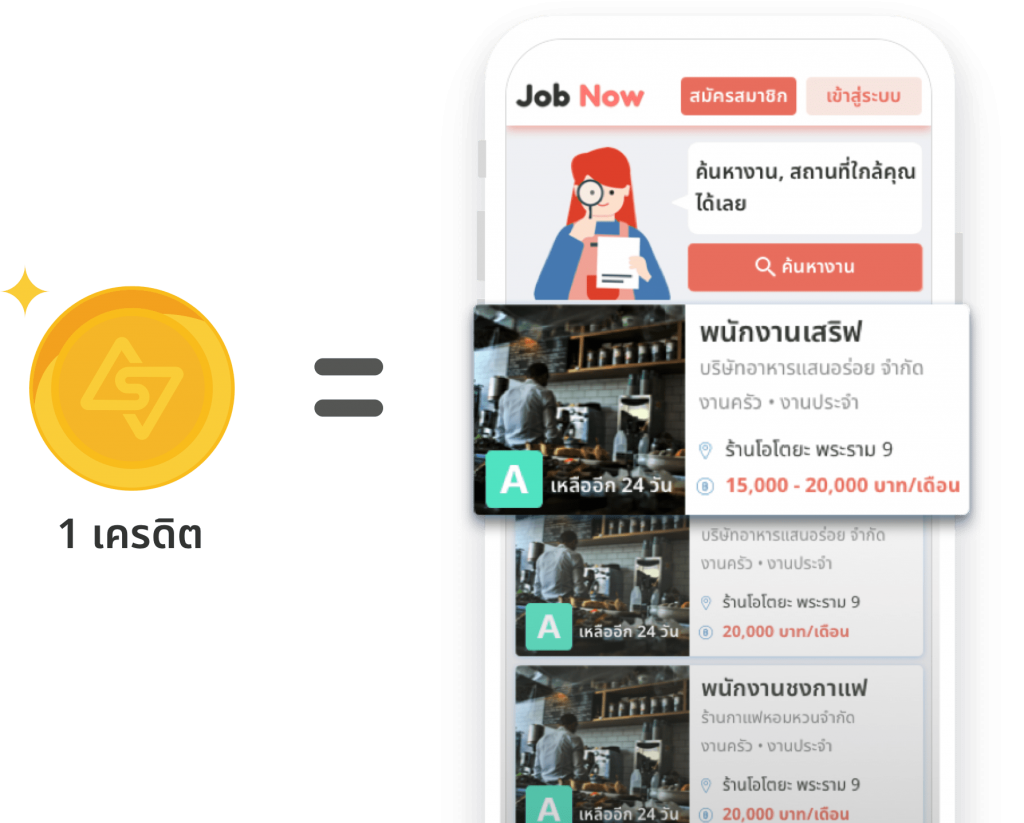 Job Now
สมัครสมาชิก
เข้าสู่ระบบ
ค้นหางาน, สถานที่ใกล้คุณ
ได้เลย
ค้นหางาน
พนักงานเสริฟ
บริษัทอาหารแสนอร่อย จำกัด
งานครัว • งานประจำ
ร้านโอโตยะ พระราม 9
15,000 - 20,000 บาท/เดือน
A
เหลืออีก 24 วัน
S
1 เครดิต
บริษัทอาหารแสนอร่อย จำกัด
งานครัว • งานประจำ
ร้านโอโตยะ พระราม 9
20,000 บาท/เดือน
A
เหลืออีก 24 วัน
พนักงานชงกาแฟ
ร้านกาแฟหอมหวนจำกัด
งานครัว • งานประจำ
ร้านโอโตยะ พระราม 9
20,000 บาท/เดือน
A
เหลืออีก 24 วัน